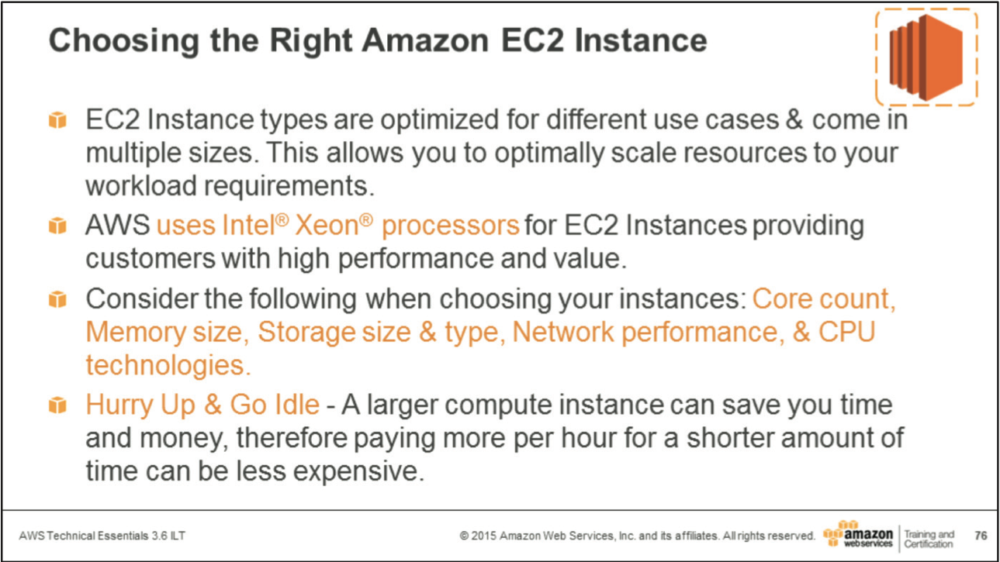 Choosing the Right Amazon EC2 Instance
EC2 Instance types are optimized for different use cases & come in
multiple sizes. This allows you to optimally scale resources to your
workload requirements.
AWS uses Intel® Xeon® processors for EC2 Instances providing
customers with high performance and value.
Consider the following when choosing your instances: Core count,
Memory size, Storage size & type, Network performance, & CPU
technologies.
Hurry Up & Go Idle - A larger compute instance can save you time
and money, therefore paying more per hour for a shorter amount of
time can be less expensive.
AWS Technical Essentials 3.6 ILT
© 2015 Amazon Web Services, Inc. and its affiliates. All rights reserved.
amazon
webservices
Training and
Certification
76